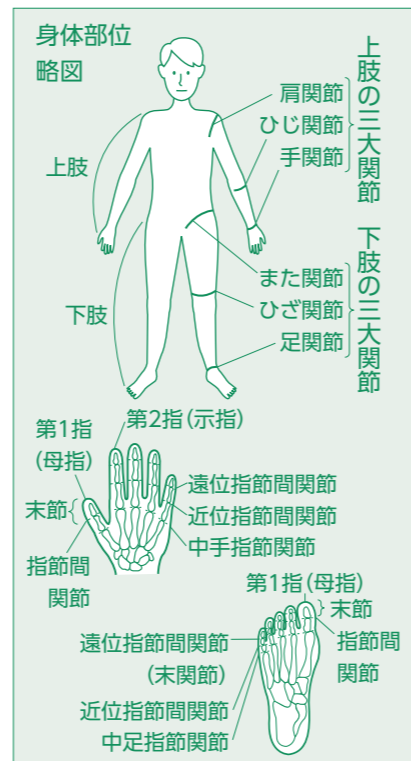 身体部位
略図
上肢
下肢
肩関節
ひじ関節
手関節
上肢の三大関節
また関節
ひざ関節
足関節
下肢の三大関節
第2指(示指)
第1指
(母指)
末節
指節間
関節
遠位指節間関節
近位指節間関節
中手指節関節
第1指(母指)
末節
指節間
関節
遠位指節間関節
(末関節)
近位指節間関節
中足指節関節